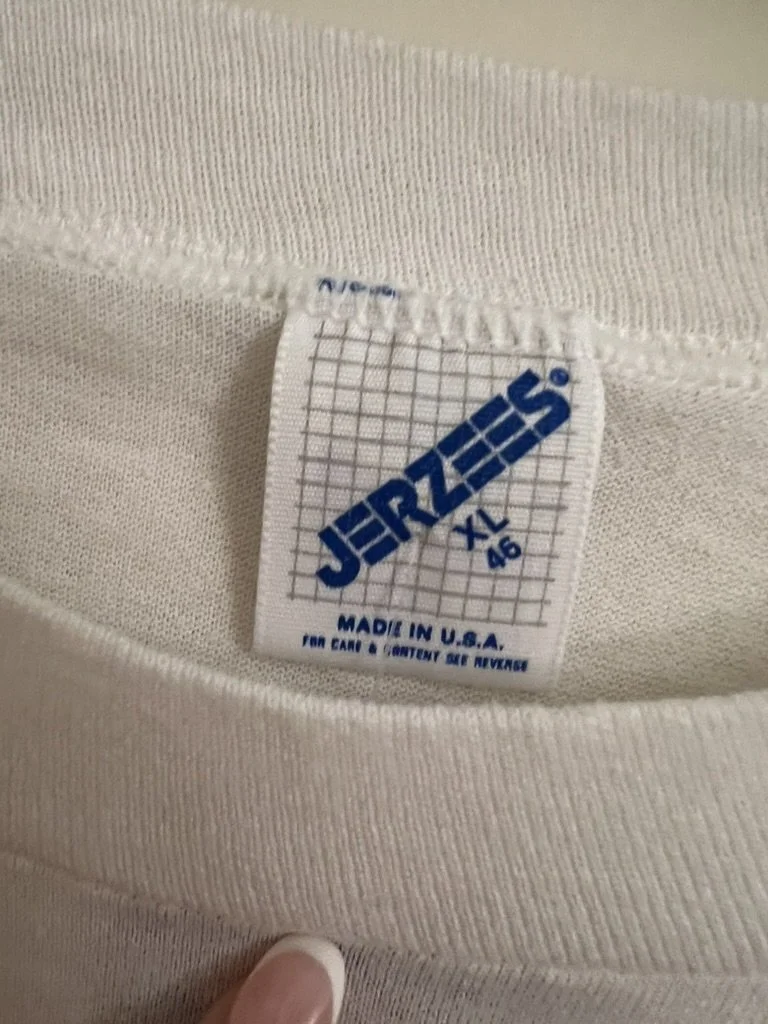 JERZEES®
XL
46
MADE IN U.S.A.
FOR CARE & CONTENT SEE REVERSE